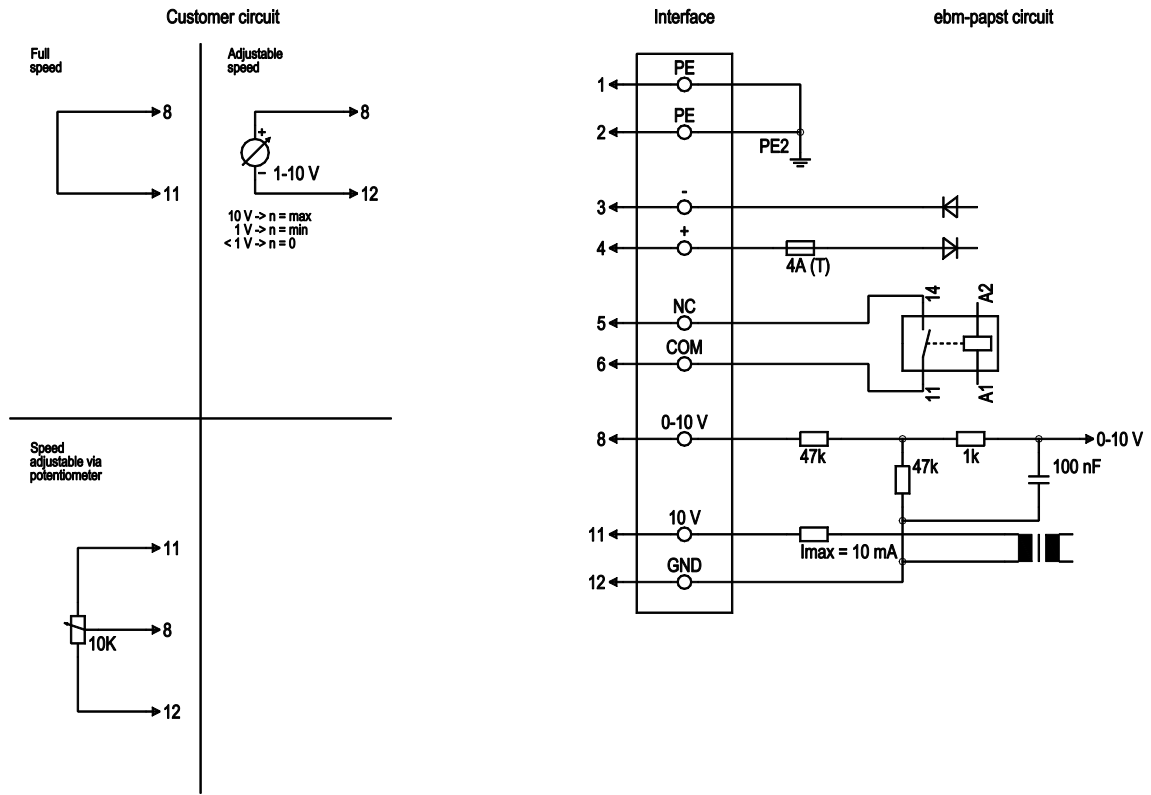 Customer circuit
Interface
ebm-papst circuit
Full
speed
8
11
Adjustable
speed
8
+
1-10 V
–
12
10 V -> n = max
1 V -> n = min
< 1 V -> n = 0
Speed
adjustable via
potentiometer
11
8
10K
12
1
PE
2
PE
PE2
3
-
4
+
4A (T)
5
NC
14
A2
6
COM
11
A1
8
0-10 V
47k
1k
0-10 V
47k
100 nF
11
10 V
Imax = 10 mA
12
GND